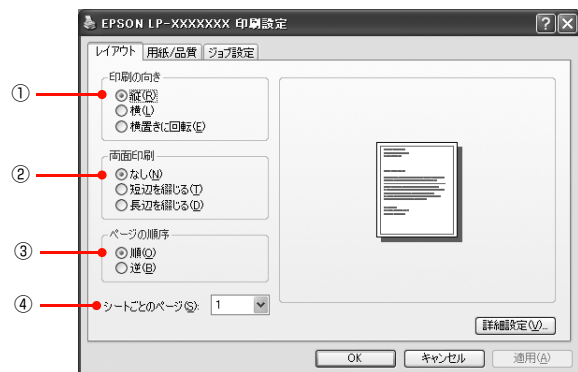 EPSON LP-XXXXXXX 印刷設定
レイアウト 用紙/品質 ジョブ設定
印刷の向き
① 縦(R)
横(L)
横置きに回転(E)
両面印刷
② なし(N)
短辺を綴じる(T)
長辺を綴じる(D)
ページの順序
③ 順(O)
逆(B)
④ シートごとのページ(S): 1
詳細設定(V)...
OK キャンセル 適用(A)